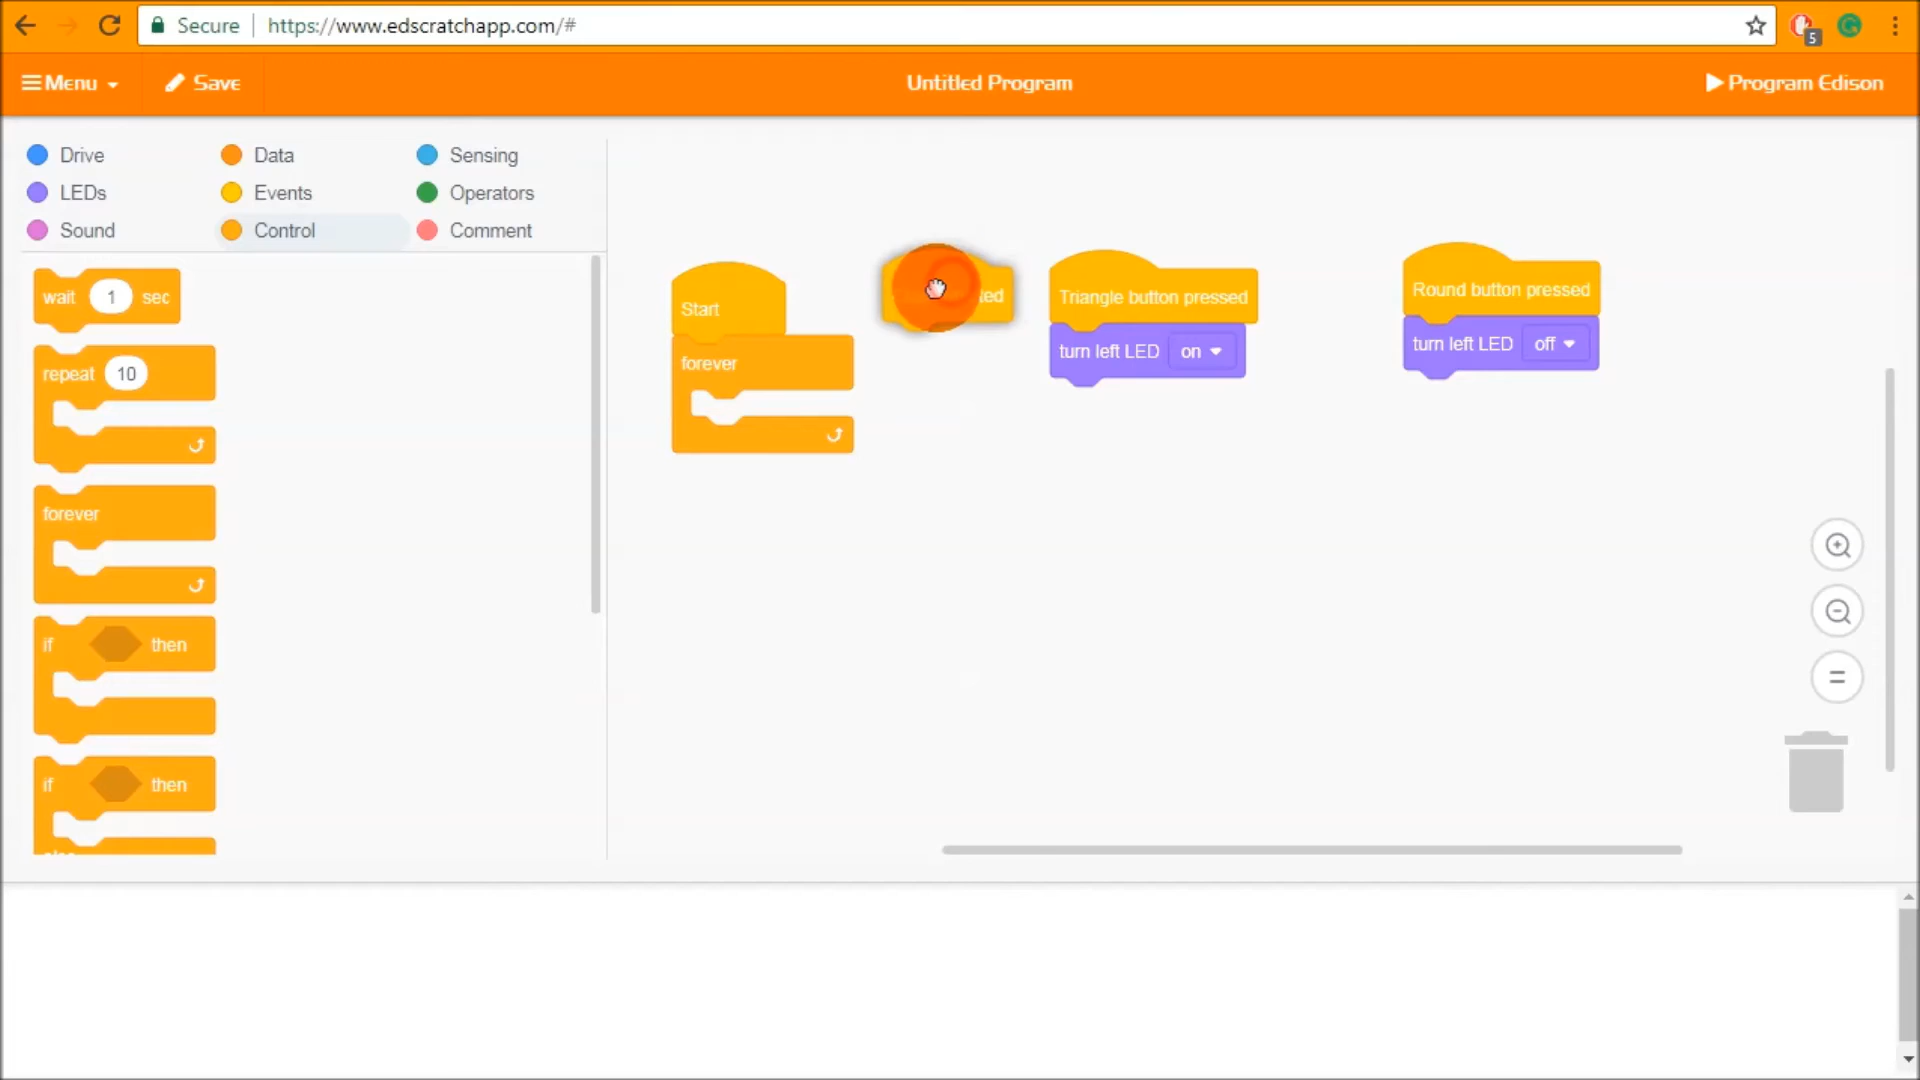 Secure https://www.edscratchapp.com/#
5
Menu Save Untitled Program Program Edison
Drive Data Sensing
LEDs Events Operators
Sound Control Comment
wait 1 sec
repeat 10
forever
if then
if then
Start
forever
Triangle button pressed
turn left LED on
Round button pressed
turn left LED off